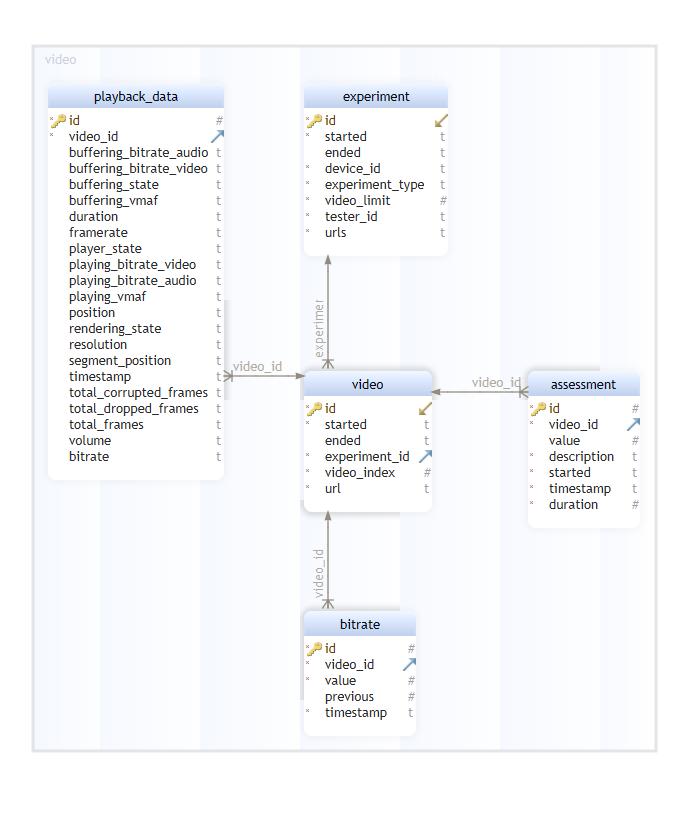 video
playback_data
id #
video_id
buffering_bitrate_audio t
buffering_bitrate_video t
buffering_state t
buffering_vmaf t
duration t
framerate t
player_state t
playing_bitrate_video t
playing_bitrate_audio t
playing_vmaf t
position t
rendering_state t
resolution t
segment_position t
timestamp t
total_corrupted_frames t
total_dropped_frames t
total_frames t
volume t
bitrate t
experiment
* id
* started t
ended t
* device_id t
* experiment_type t
* video_limit #
* tester_id t
* urls t
experimer
video_id
video
* id
* started t
ended t
* experiment_id
* video_index #
* url t
video_id
assessment
* id #
* video_id
* value #
* description t
* started t
* timestamp t
* duration #
video_id
bitrate
* id #
* video_id
* value #
* previous #
* timestamp t